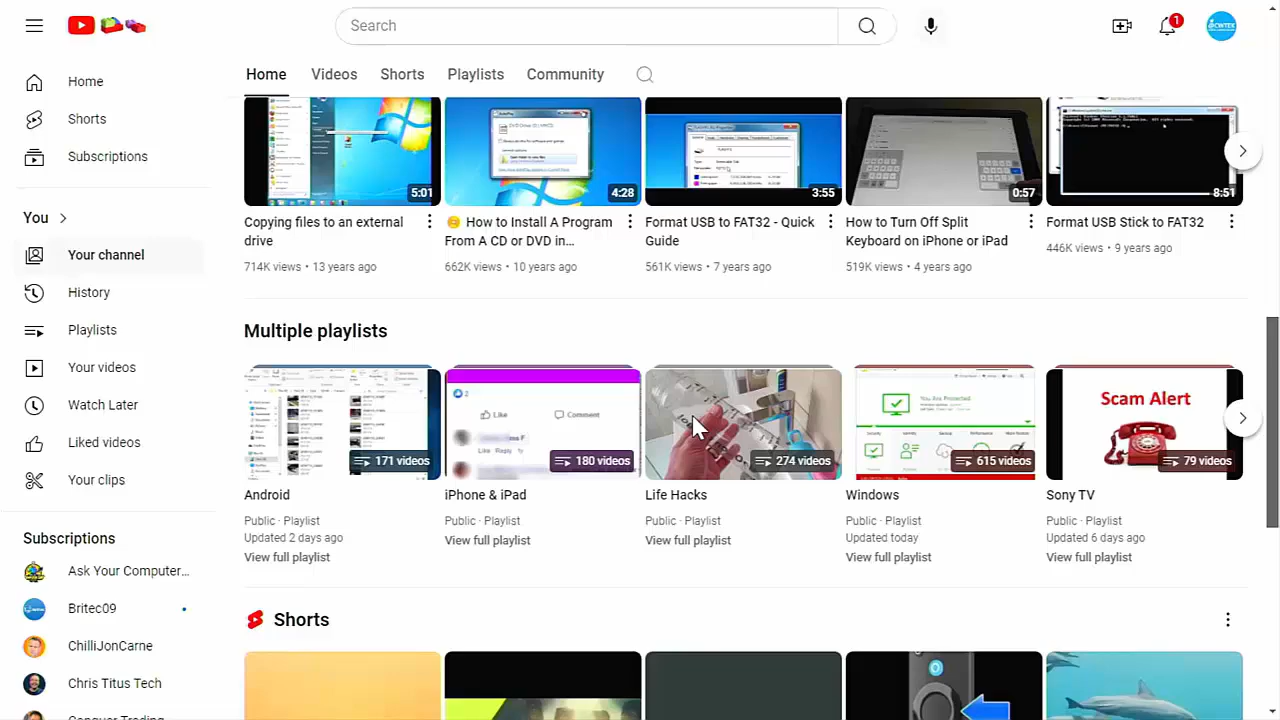 Search
1
Home
Videos
Shorts
Playlists
Community
Home
Shorts
Subscriptions
You
Your channel
History
Playlists
Your videos
Watch Later
Liked videos
Your clips
Subscriptions
Ask Your Computer...
Britec09
ChilliJonCarne
Chris Titus Tech
5:01
4:28
3:55
0:57
8:51
Copying files to an external
drive
714K views • 13 years ago
How to Install A Program
From A CD or DVD in...
662K views • 10 years ago
Format USB to FAT32 - Quick
Guide
561K views • 7 years ago
How to Turn Off Split
Keyboard on iPhone or iPad
519K views • 4 years ago
Format USB Stick to FAT32
446K views • 9 years ago
Multiple playlists
171 videos
2
Like
Comment
180 videos
274 videos
You Are Protected
615 videos
Scam Alert
79 videos
Android
Public · Playlist
Updated 2 days ago
View full playlist
iPhone & iPad
Public · Playlist
View full playlist
Life Hacks
Public · Playlist
View full playlist
Windows
Public · Playlist
Updated today
View full playlist
Sony TV
Public · Playlist
Updated 6 days ago
View full playlist
Shorts